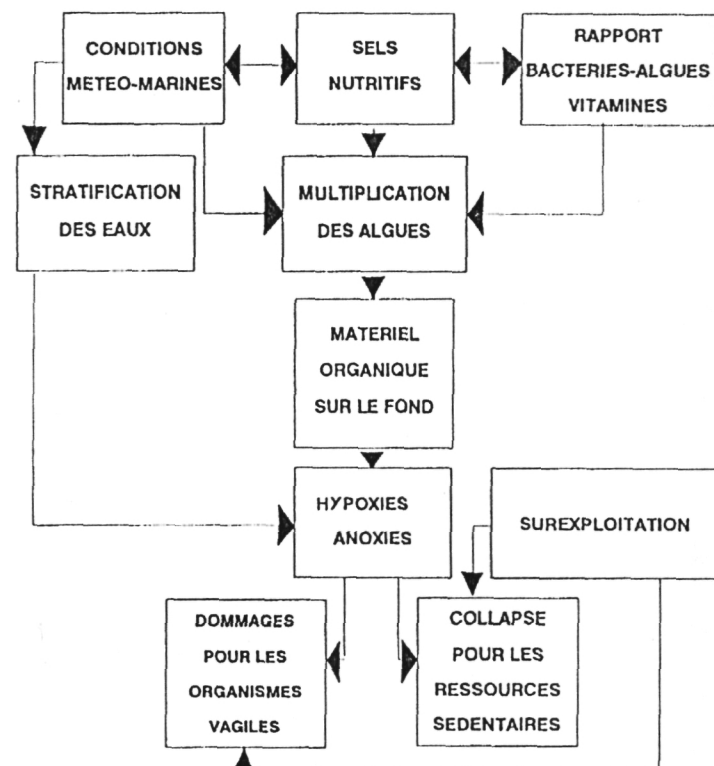 CONDITIONS
METEO-MARINES
SELS
NUTRITIFS
RAPPORT
BACTERIES-ALGUES
VITAMINES
STRATIFICATION
DES EAUX
MULTIPLICATION
DES ALGUES
MATERIEL
ORGANIQUE
SUR LE FOND
HYPOXIES
ANOXIES
SUREXPLOITATION
DOMMAGES
POUR LES
ORGANISMES
VAGILES
COLLAPSE
POUR LES
RESSOURCES
SEDENTAIRES